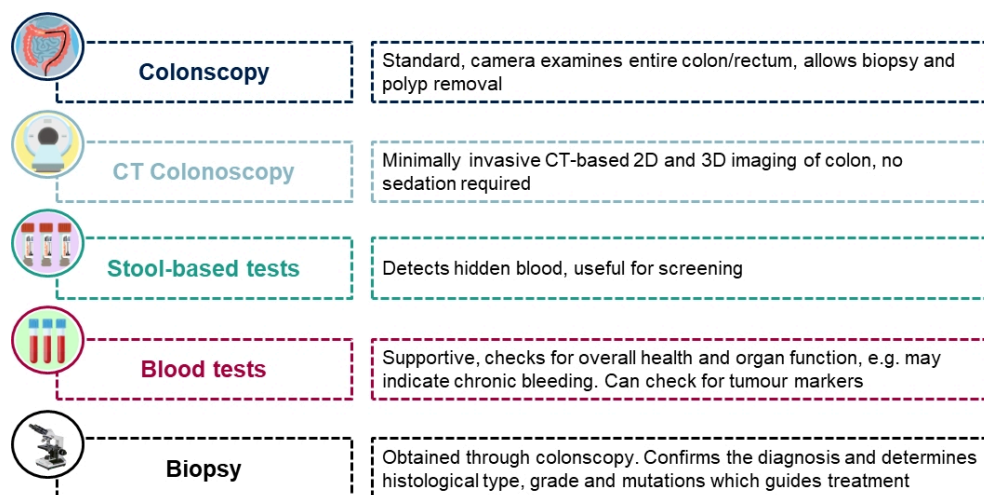 Colonscopy
Standard, camera examines entire colon/rectum, allows biopsy and
polyp removal
CT Colonoscopy
Minimally invasive CT-based 2D and 3D imaging of colon, no
sedation required
Stool-based tests
Detects hidden blood, useful for screening
Blood tests
Supportive, checks for overall health and organ function, e.g. may
indicate chronic bleeding. Can check for tumour markers
Biopsy
Obtained through colonscopy. Confirms the diagnosis and determines
histological type, grade and mutations which guides treatment